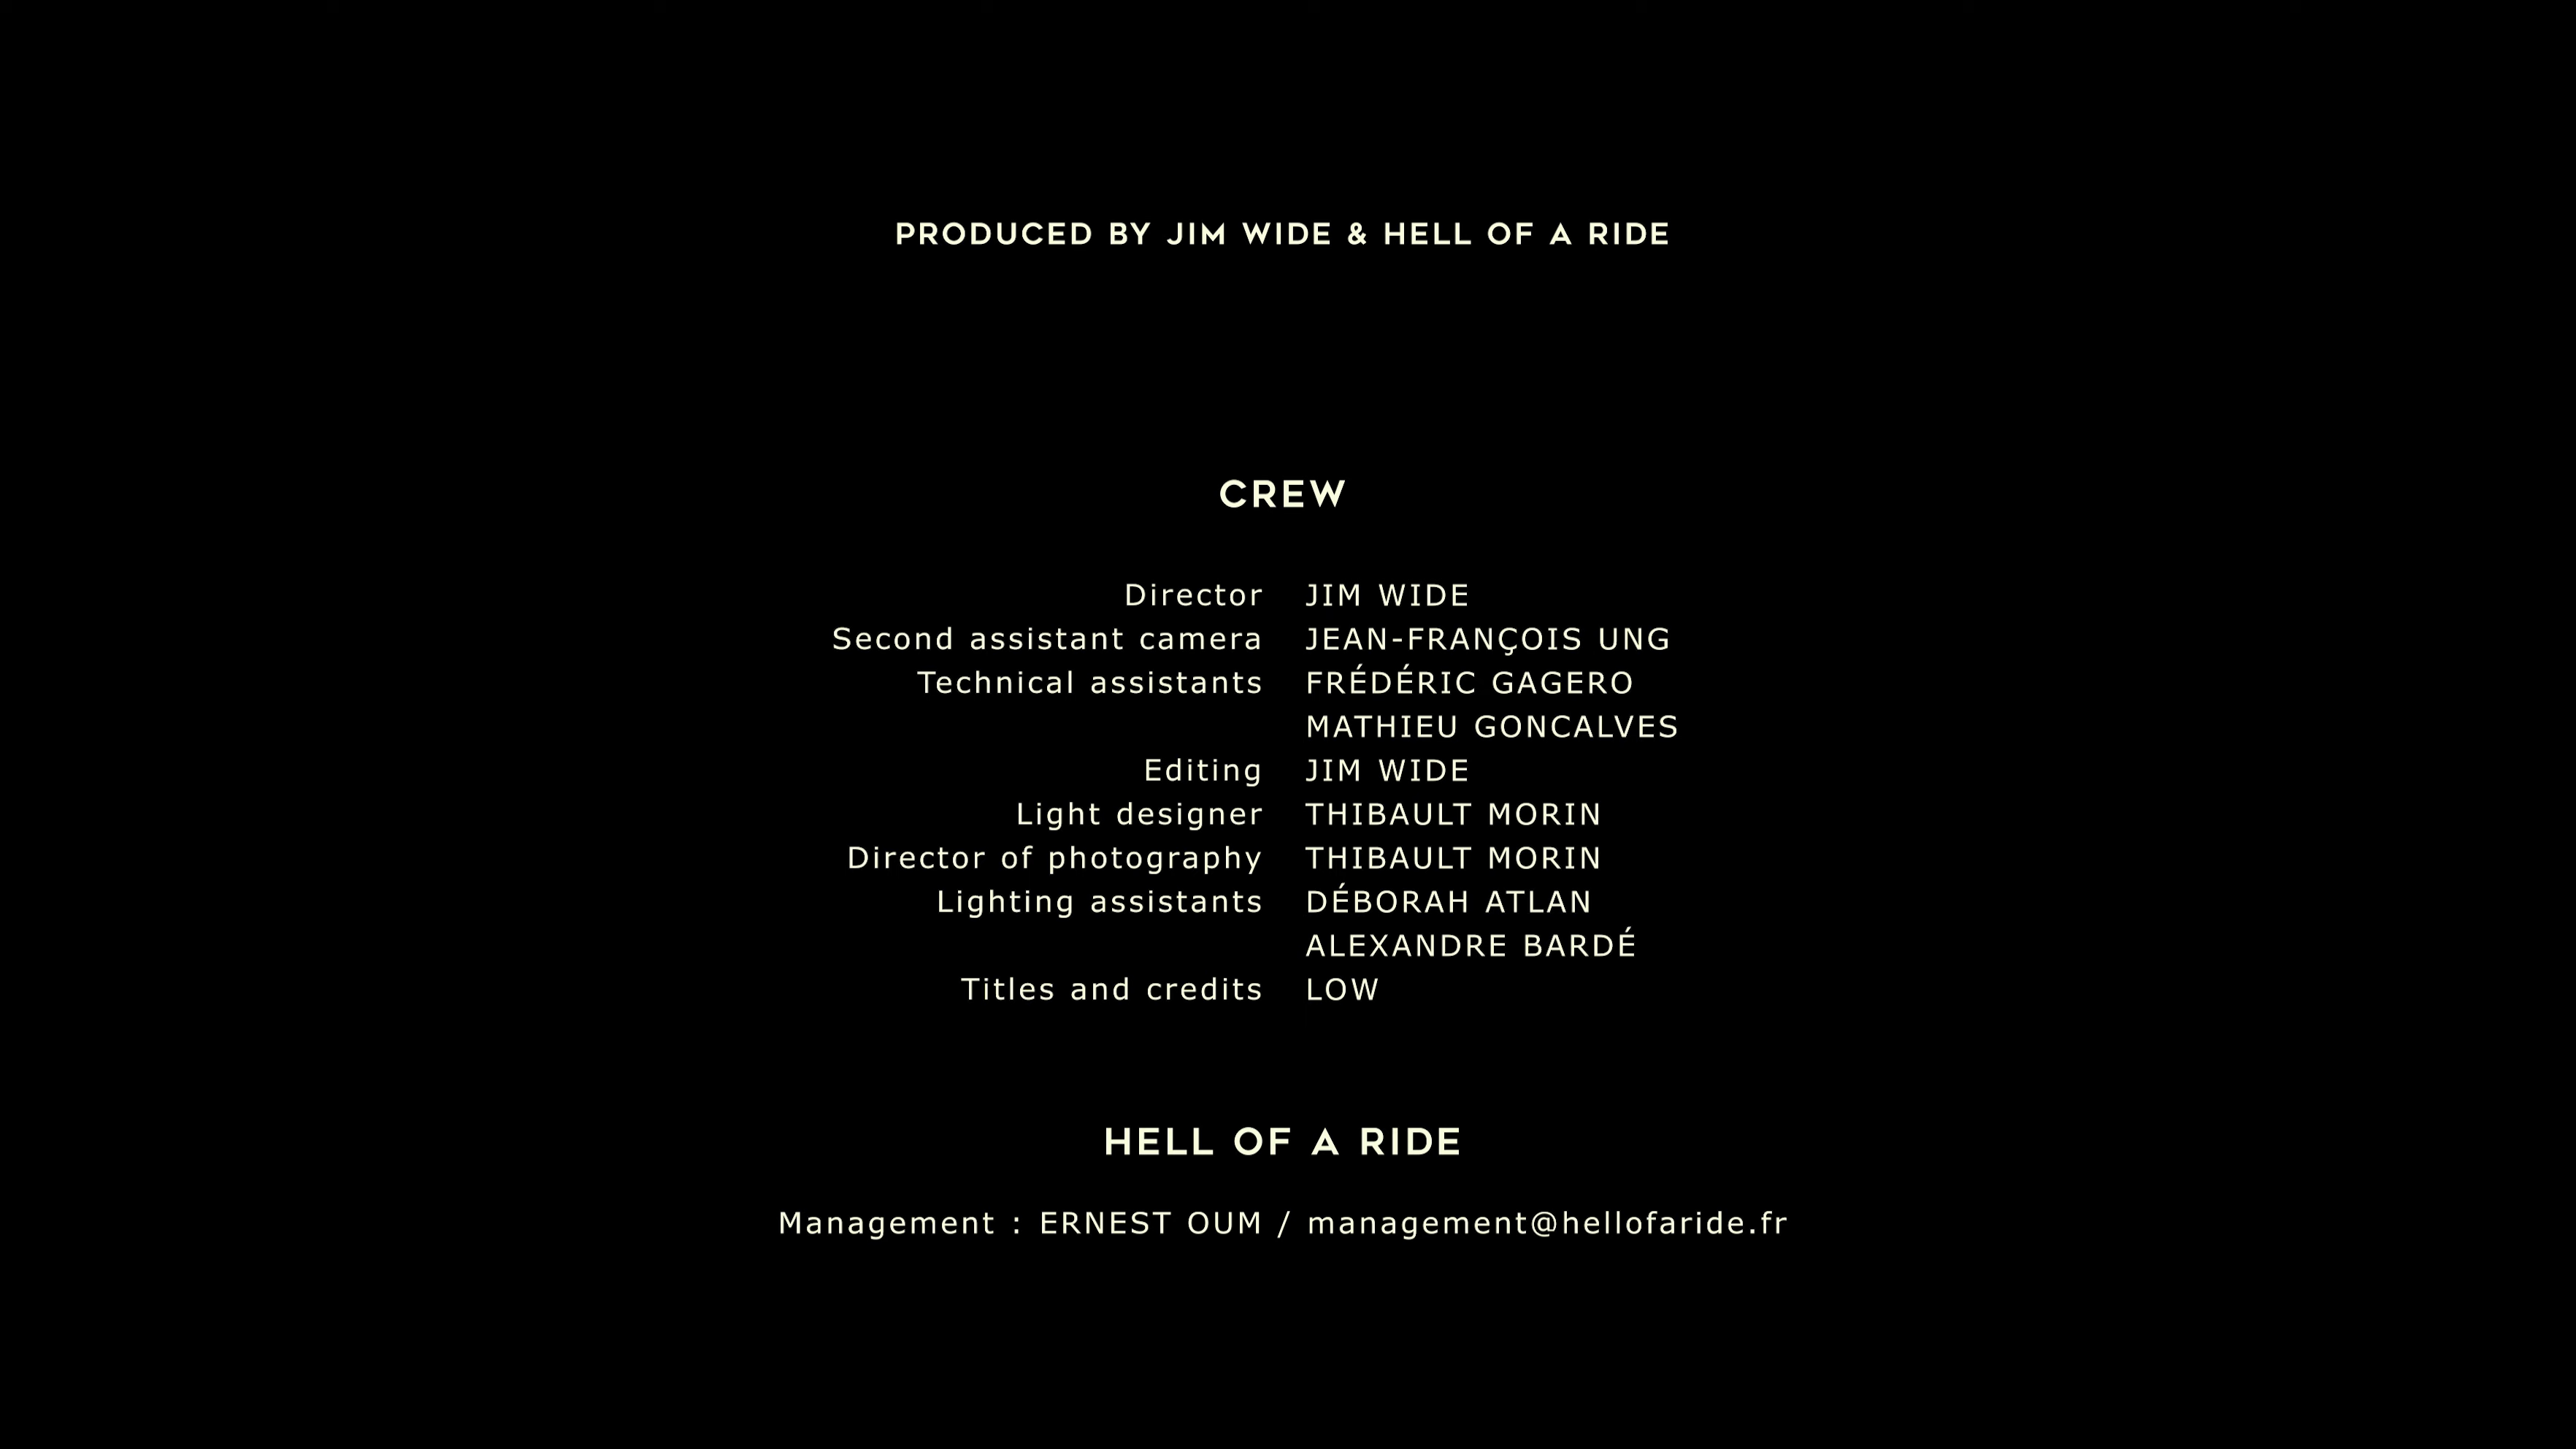 PRODUCED BY JIM WIDE & HELL OF A RIDE
CREW
Director JIM WIDE
Second assistant camera JEAN-FRANÇOIS UNG
Technical assistants FRÉDÉRIC GAGERO
MATHIEU GONCALVES
Editing JIM WIDE
Light designer THIBAULT MORIN
Director of photography THIBAULT MORIN
Lighting assistants DÉBORAH ATLAN
ALEXANDRE BARDÉ
Titles and credits LOW
HELL OF A RIDE
Management : ERNEST OUM / management@hellofaride.fr